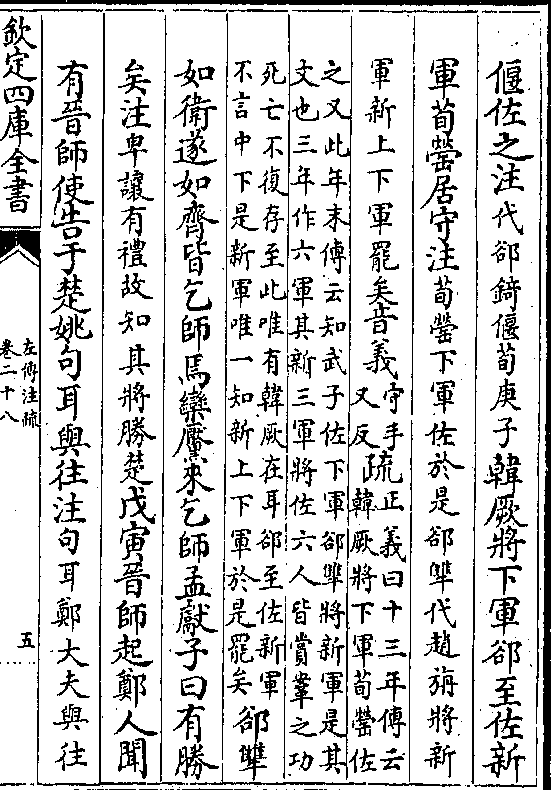 偃佐之注代郤錡偃荀庚子韓厥將下軍郤至佐新
軍荀罃居守注荀罃下軍佐於是郤犨代趙旃將新
軍新上下軍罷矣音義守手又反疏正義曰十三年傳云韓厥將下軍荀罃佐
之又此年末傳云知武子佐下軍郤犨將新軍是其
文也三年作六軍其新三軍將佐六人皆賞鞌之功
死亡不復存至此唯有韓厥在耳郤至佐新軍
不言中下是新軍唯一知新上下軍於是罷矣郤犨
如衛遂如齊皆乞師焉欒黶來乞師孟獻子曰有勝
矣注卑讓有禮故知其將勝楚戊寅晉師起鄭人聞
有晉師使告于楚姚句耳與往注句耳鄭大夫與往
欽定四庫全書
左傳注疏
卷二十八
五